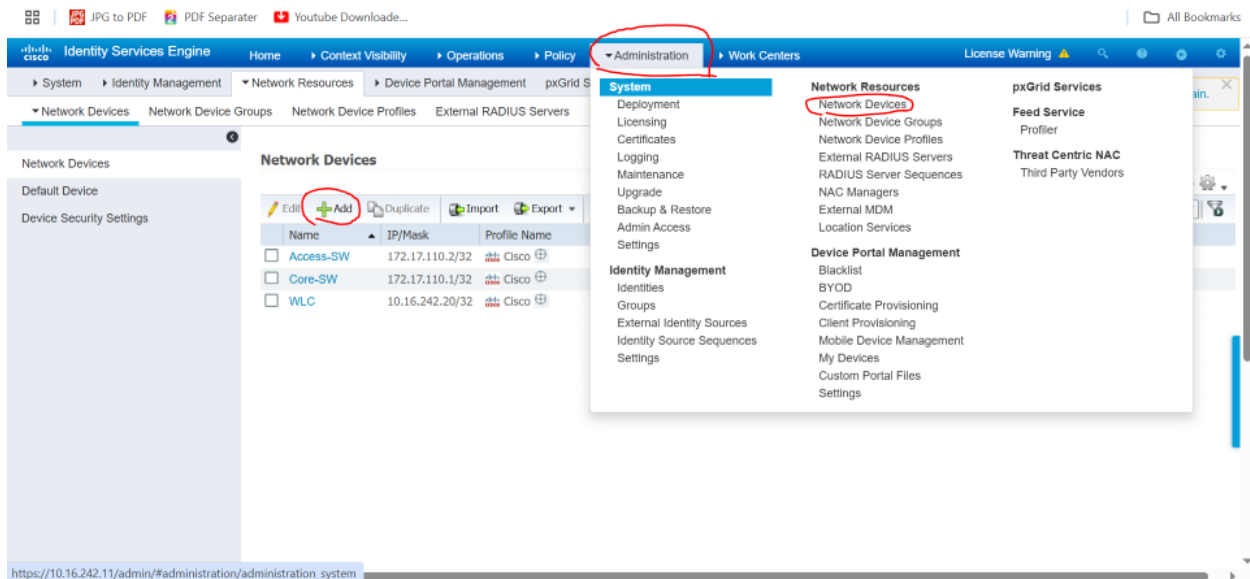 JPG to PDF PDF Separater Youtube Downloade... All Bookmarks
cisco Identity Services Engine Home Context Visibility Operations Policy Administration Work Centers License Warning
System Identity Management Network Resources Device Portal Management pxGrid S ain.
Network Devices Network Device Groups Network Device Profiles External RADIUS Servers
Network Devices
Default Device
Device Security Settings
Network Devices
Edit Add Duplicate Import Export
Name IP/Mask Profile Name
Access-SW 172.17.110.2/32 Cisco
Core-SW 172.17.110.1/32 Cisco
WLC 10.16.242.20/32 Cisco
System
Deployment
Licensing
Certificates
Logging
Maintenance
Upgrade
Backup & Restore
Admin Access
Settings
Identity Management
Identities
Groups
External Identity Sources
Identity Source Sequences
Settings
Network Resources
Network Devices
Network Device Groups
Network Device Profiles
External RADIUS Servers
RADIUS Server Sequences
NAC Managers
External MDM
Location Services
Device Portal Management
Blacklist
BYOD
Certificate Provisioning
Client Provisioning
Mobile Device Management
My Devices
Custom Portal Files
Settings
pxGrid Services
Feed Service
Profiler
Threat Centric NAC
Third Party Vendors
https://10.16.242.11/admin/#administration/administration_system